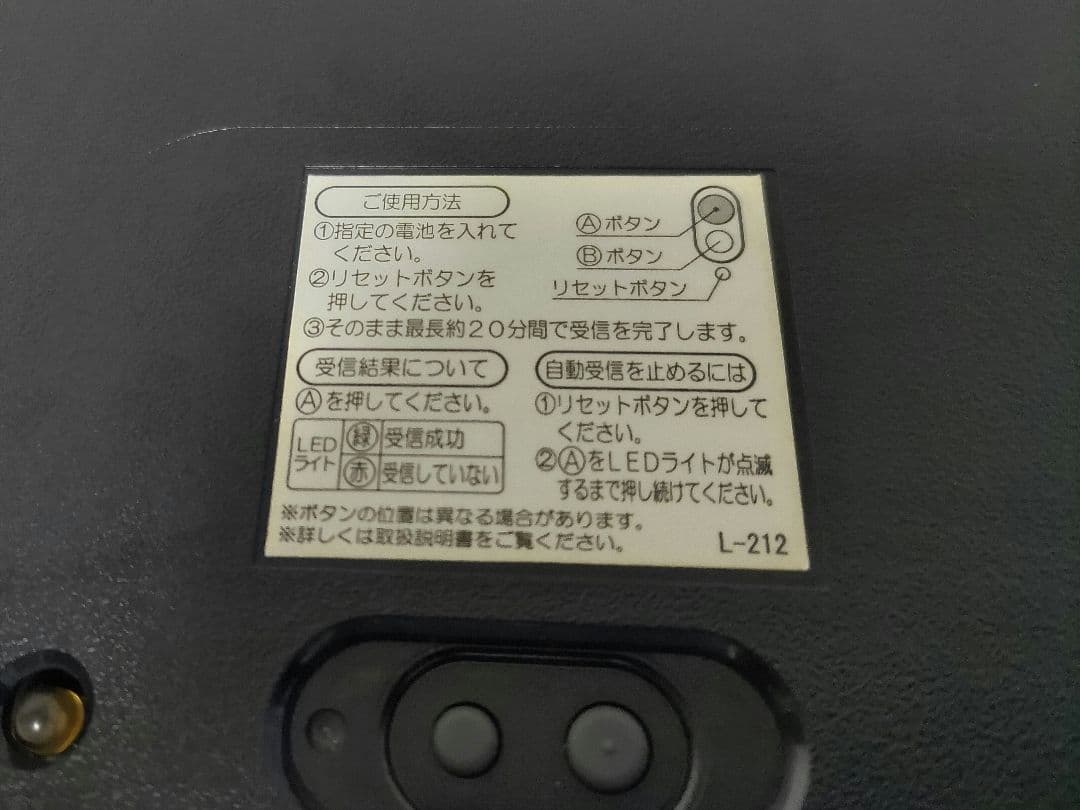 ご使用方法
①指定の電池を入れて
ください。
②リセットボタンを
押してください。
③そのまま最長約20分間で受信を完了します。
Ⓐボタン
Ⓑボタン
リセットボタン
受信結果について
Ⓐを押してください。
LED
ライト
緑 受信成功
赤 受信していない
自動受信を止めるには
①リセットボタンを押して
ください。
②ⒶをLEDライトが点滅
するまで押し続けてください。
※ボタンの位置は異なる場合があります。
※詳しくは取扱説明書をご覧ください。
L-212